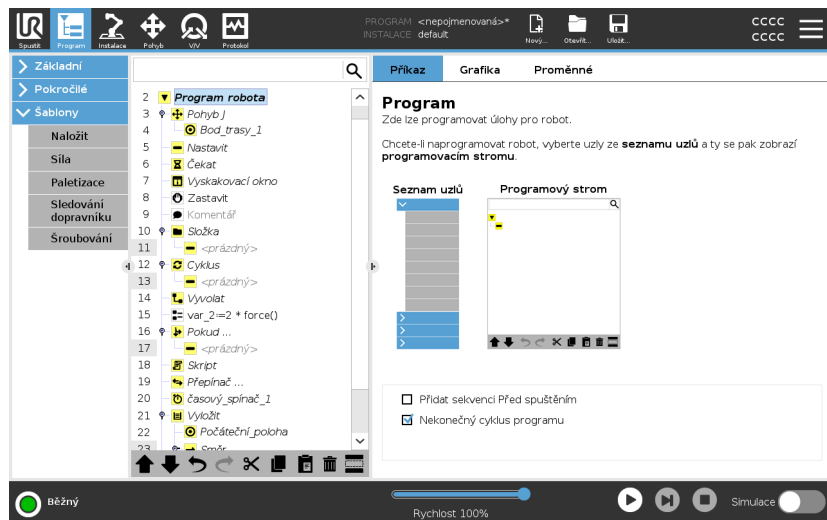 PROGRAM <nepojmenovaná>*
INSTALACE default
cccc
cccc
UR
Spustit
Program
Instalace
Pohyb
V/V
Protokol
Nový...
Otevřít...
Uložit...
Základní
Pokročilé
Šablony
Naložit
Síla
Paletizace
Sledování
dopravníku
Šroubování
2 Program robota
3 Pohyb J
4 Bod_trasy_1
5 Nastavit
6 Čekat
7 Vyskakovací okno
8 Zastavit
9 Komentář
10 Složka
11 <prázdný>
12 Cyklus
13 <prázdný>
14 Vyvolat
15 var_2:=2 * force()
16 Pokud ...
17 <prázdný>
18 Skript
19 Přepínač ...
20 časový_spínač_1
21 Vyložit
22 Počáteční_poloha
23 Směr
Příkaz
Grafika
Proměnné
Program
Zde lze programovat úlohy pro robot.
Chcete-li naprogramovat robot, vyberte uzly ze seznamu uzlů a ty se pak zobrazí
programovacím stromu.
Seznam uzlů
Programový strom
Přidat sekvenci Před spuštěním
Nekonečný cyklus programu
Běžný
Rychlost 100%
Simulace